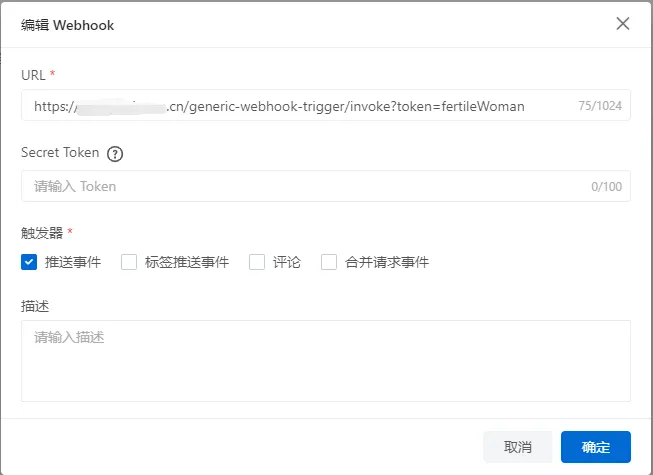 编辑 Webhook
URL *
https:// .cn/generic-webhook-trigger/invoke?token=fertileWoman 75/1024
Secret Token ?
请输入 Token 0/100
触发器 *
推送事件 标签推送事件 评论 合并请求事件
描述
请输入描述
取消 确定